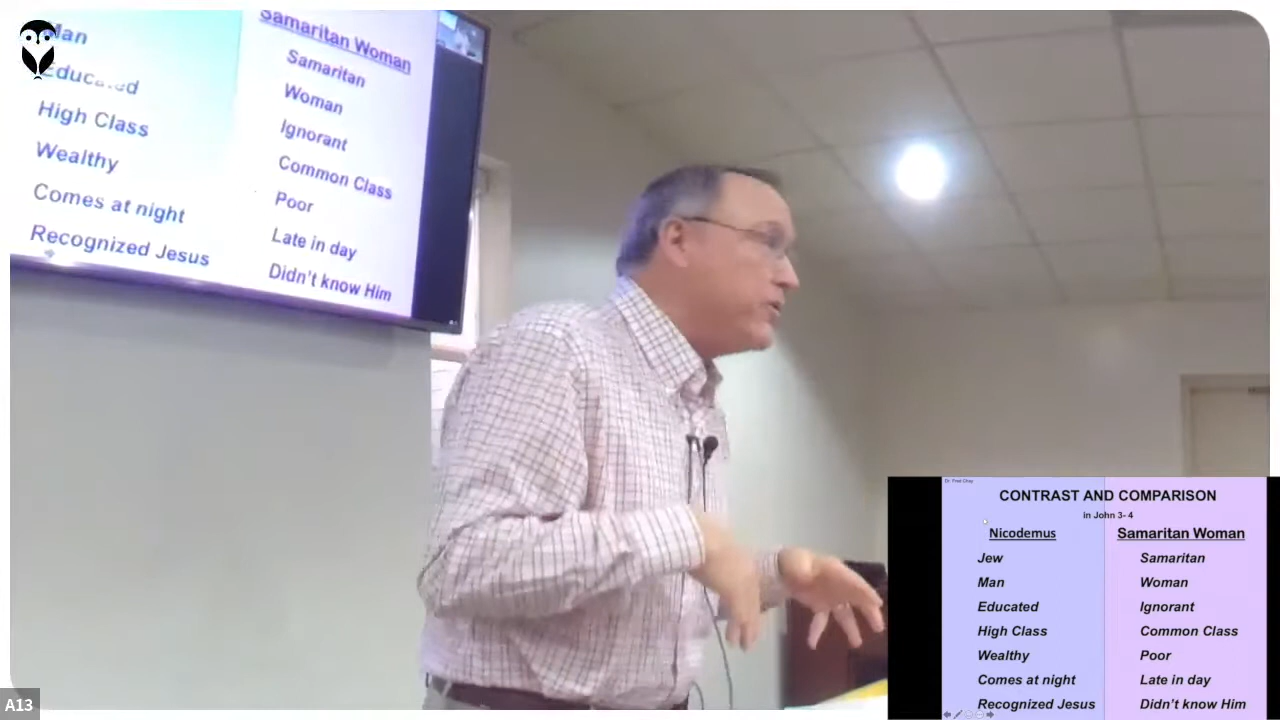 Samaritan Woman
Man
Samaritan
Educated
Woman
High Class
Ignorant
Wealthy
Common Class
Comes at night
Poor
Recognized Jesus
Late in day
Didn't know Him
Dr. Fred Chay
CONTRAST AND COMPARISON
in John 3- 4
Nicodemus Samaritan Woman
Jew Samaritan
Man Woman
Educated Ignorant
High Class Common Class
Wealthy Poor
Comes at night Late in day
Recognized Jesus Didn't know Him
A13